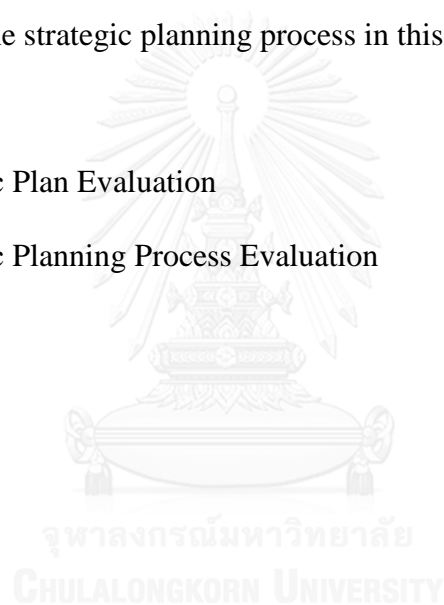 e strategic planning process in this
c Plan Evaluation
c Planning Process Evaluation
จุฬาลงกรณ์มหาวิทยาลัย
CHULALONGKORN UNIVERSITY